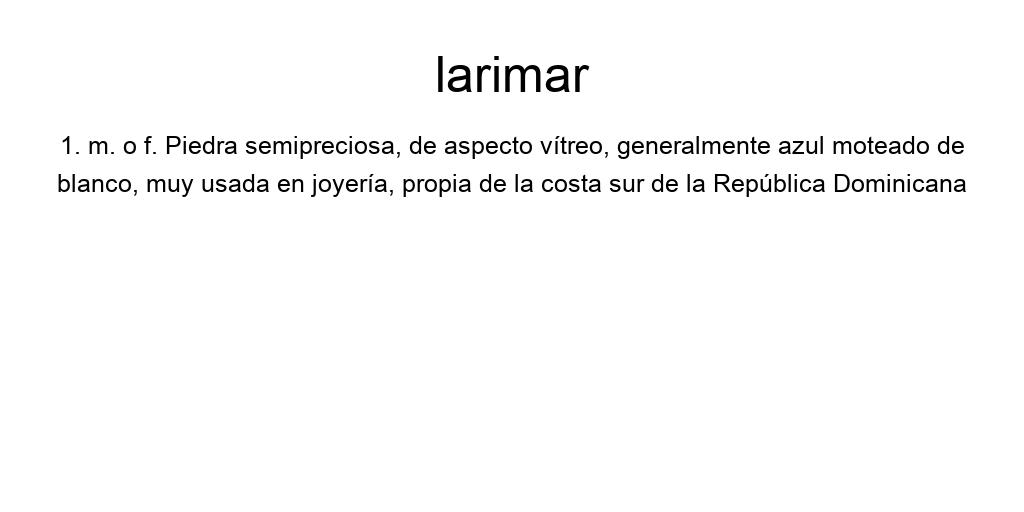 larimar
1. m. o f. Piedra semipreciosa, de aspecto vítreo, generalmente azul moteado de
blanco, muy usada en joyería, propia de la costa sur de la República Dominicana